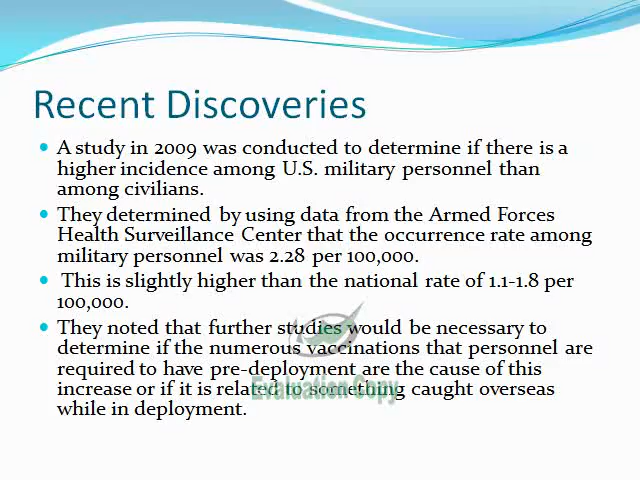 Recent Discoveries
A study in 2009 was conducted to determine if there is a
higher incidence among U.S. military personnel than
among civilians.
They determined by using data from the Armed Forces
Health Surveillance Center that the occurrence rate among
military personnel was 2.28 per 100,000.
This is slightly higher than the national rate of 1.1-1.8 per
100,000.
They noted that further studies would be necessary to
determine if the numerous vaccinations that personnel are
required to have pre-deployment are the cause of this
increase or if it is related to something caught overseas
while in deployment.
Evaluation Copy